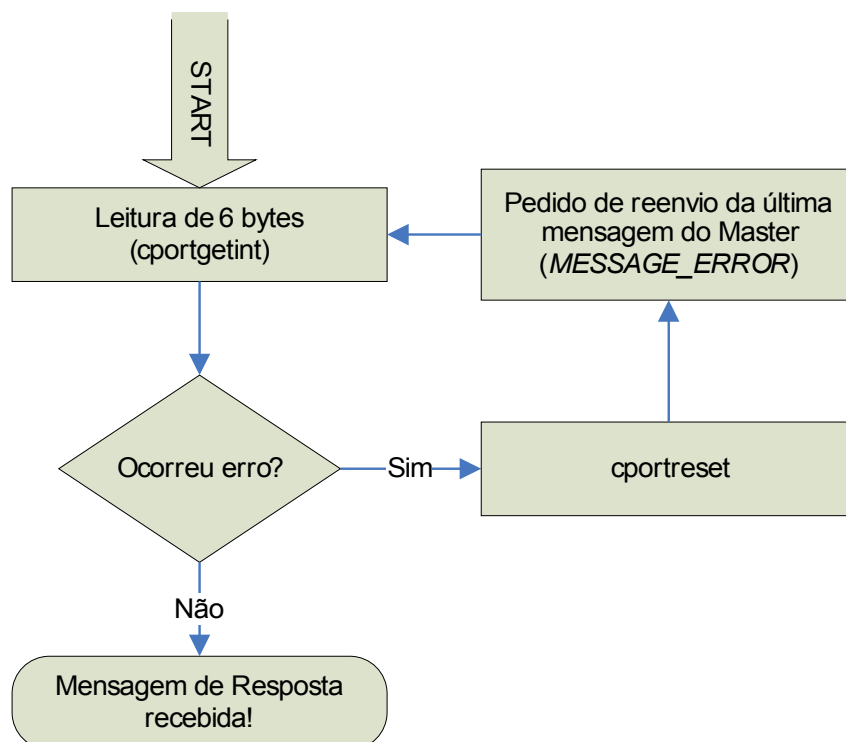 START
Leitura de 6 bytes
(cportgetint)
Pedido de reenvio da última
mensagem do Master
(MESSAGE_ERROR)
Ocorreu erro?
Sim
cportreset
Não
Mensagem de Resposta
recebida!